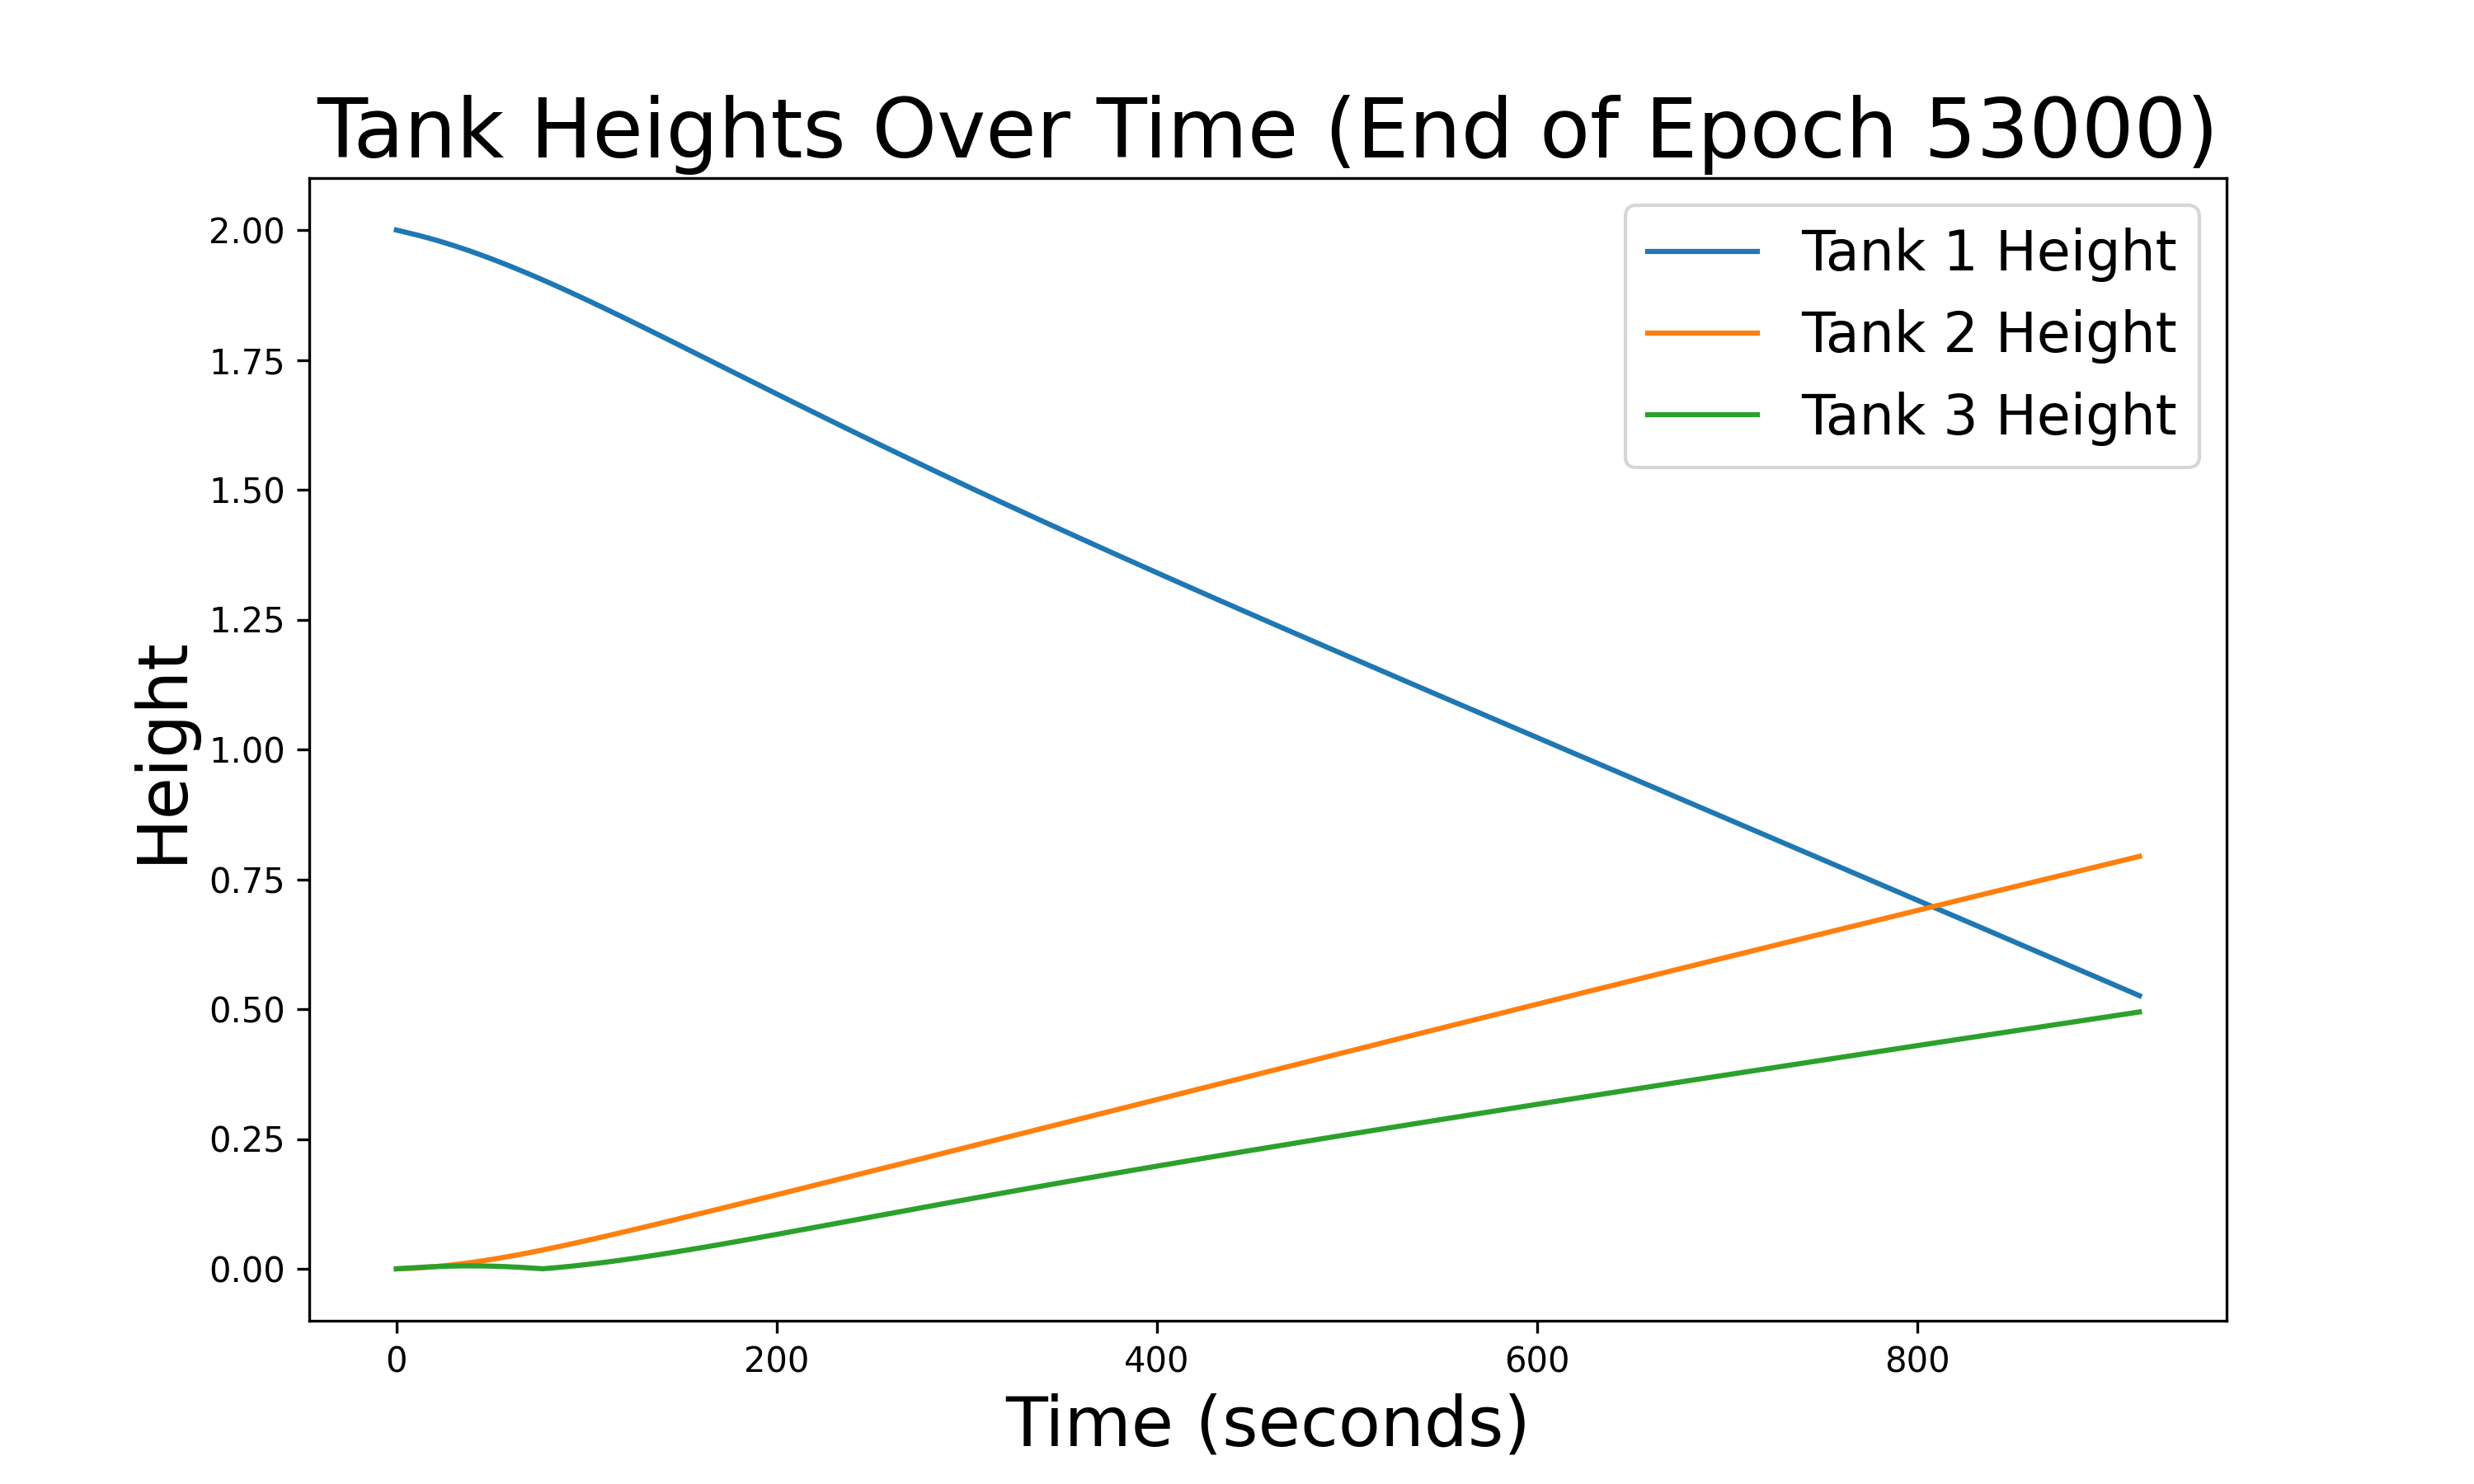 Tank Heights Over Time (End of Epoch 53000)
Tank 1 Height
Tank 2 Height
Tank 3 Height
Height
2.00
1.75
1.50
1.25
1.00
0.75
0.50
0.25
0.00
0 200 400 600 800
Time (seconds)